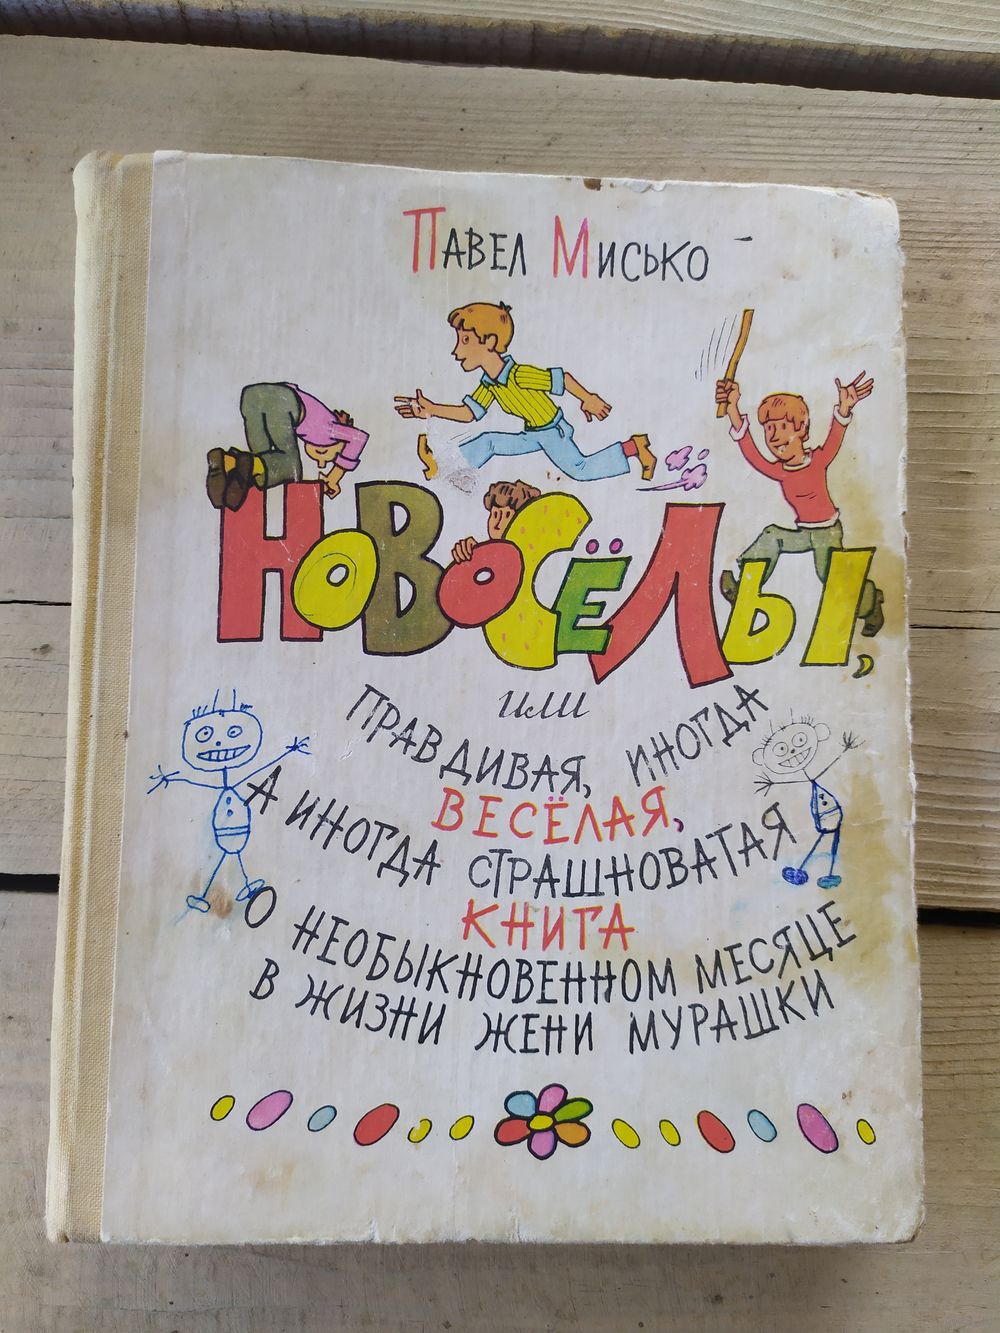 Павел Мисько
Новосёлы,
или
правдивая, иногда
весёлая,
а иногда страшноватая
книга
о необыкновенном месяце
в жизни Жени Мурашки